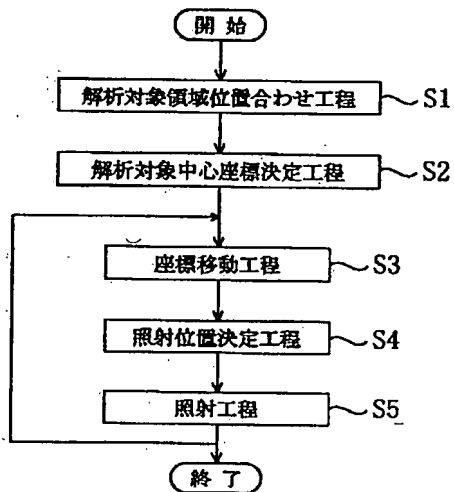 開始
解析対象領域位置合わせ工程 S1
解析対象中心座標決定工程 S2
座標移動工程 S3
照射位置決定工程 S4
照射工程 S5
終了